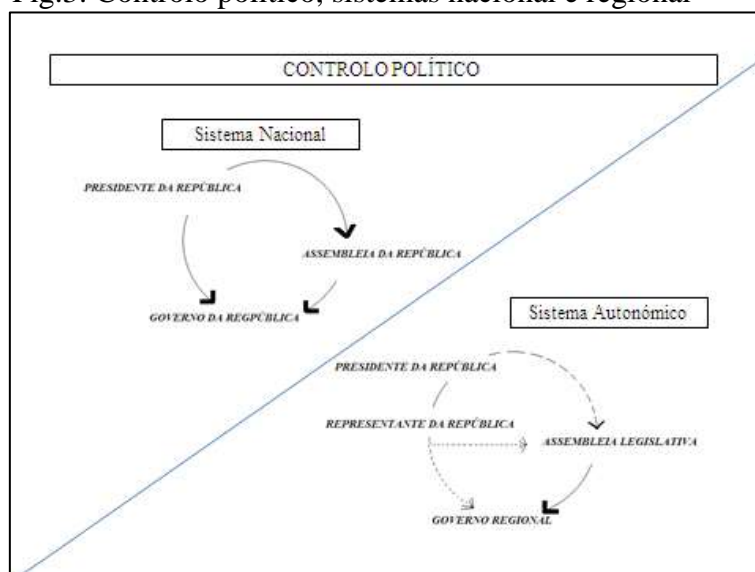 Fig.3: Controlo político, sistemas nacional e regional
CONTROLO POLÍTICO
Sistema Nacional
PRESIDENTE DA REPÚBLICA
ASSEMBLEIA DA REPÚBLICA
GOVERNO DA REGPÚBLICA
Sistema Autonómico
PRESIDENTE DA REPÚBLICA
REPRESENTANTE DA REPÚBLICA
ASSEMBLEIA LEGISLATIVA
GOVERNO REGIONAL